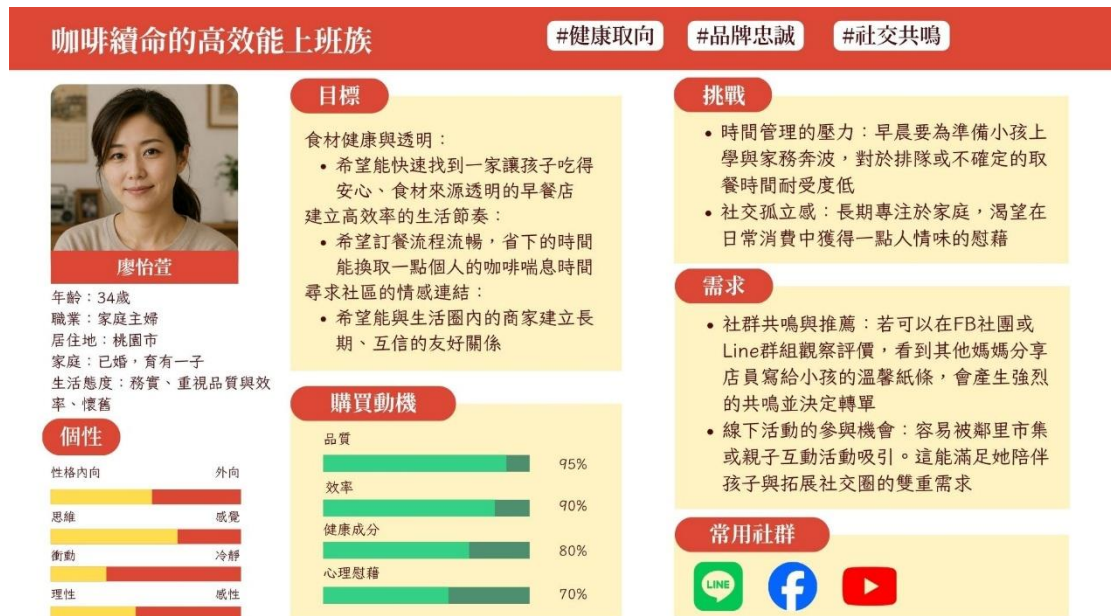 咖啡續命的高效能上班族
#健康取向
#品牌忠誠
#社交共鳴
廖怡萱
年齡：34歲
職業：家庭主婦
居住地：桃園市
家庭：已婚，育有一子
生活態度：務實、重視品質與效
率、懷舊
個性
性格內向 外向
思維 感覺
衝動 冷靜
理性 感性
目標
食材健康與透明：
• 希望能快速找到一家讓孩子吃得
安心、食材來源透明的早餐店
建立高效率的生活節奏：
• 希望訂餐流程流暢，省下的時間
能換取一點個人的咖啡喘息時間
尋求社區的情感連結：
• 希望能與生活圈內的商家建立長
期、互信的友好關係
購買動機
品質
95%
效率
90%
健康成分
80%
心理慰藉
70%
挑戰
• 時間管理的壓力：早晨要為準備小孩上
學與家務奔波，對於排隊或不確定的取
餐時間耐受度低
• 社交孤立感：長期專注於家庭，渴望在
日常消費中獲得一點人情味的慰藉
需求
• 社群共鳴與推薦：若可以在FB社團或
Line群組觀察評價，看到其他媽媽分享
店員寫給小孩的溫馨紙條，會產生強烈
的共鳴並決定轉單
• 線下活動的參與機會：容易被鄰里市集
或親子互動活動吸引。這能滿足她陪伴
孩子與拓展社交圈的雙重需求
常用社群
LINE